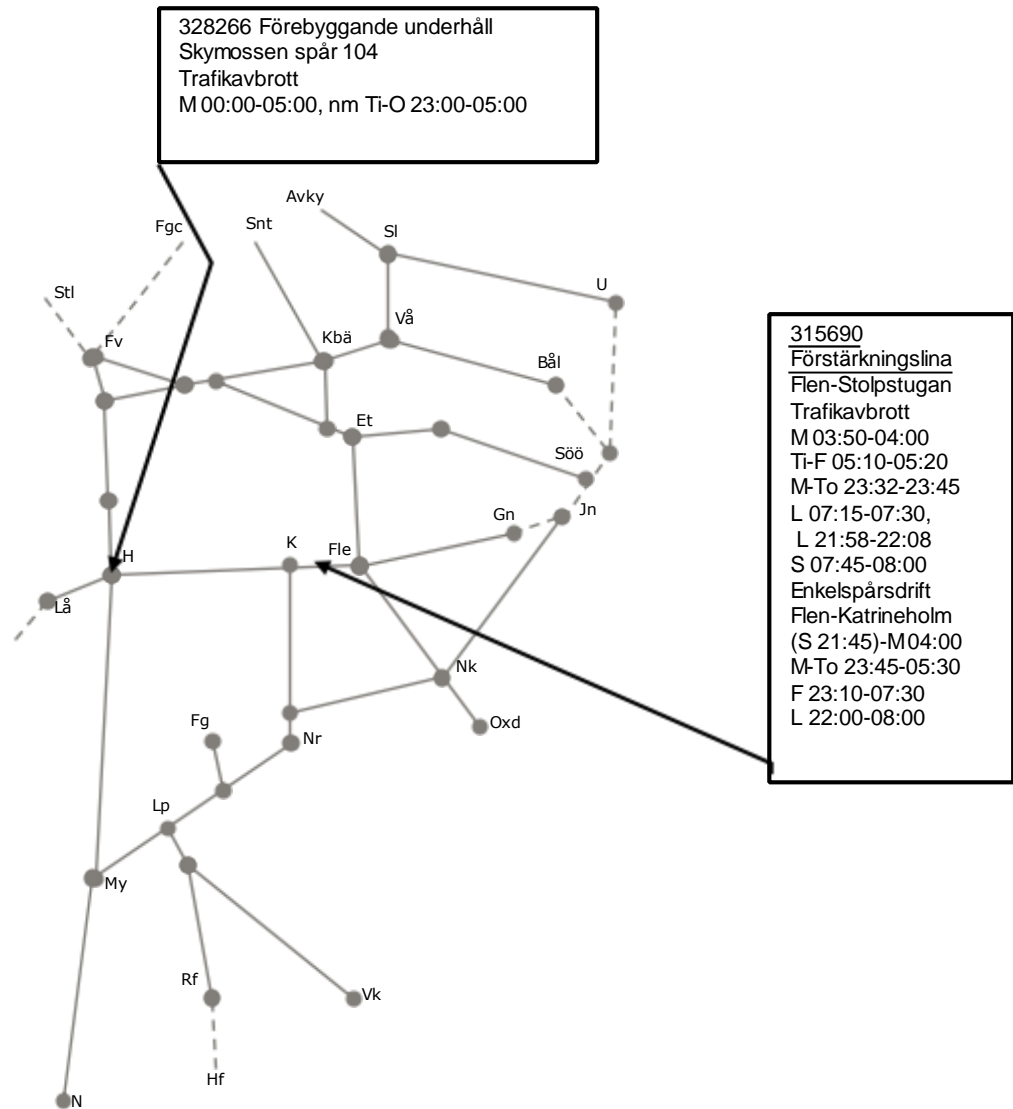 328266 Förebyggande underhåll
Skymossen spår 104
Trafikavbrott
M 00:00-05:00, nm Ti-O 23:00-05:00
Avky
Fgc
Snt
Sl
U
Stl
Fv
Vå
Kbä
Bål
Et
Söö
Gn
Jn
H
K
Fle
Lå
Nk
Fg
Oxd
Nr
Lp
My
Rf
Vk
Hf
N
315690
Förstärkningslina
Flen-Stolpstugan
Trafikavbrott
M 03:50-04:00
Ti-F 05:10-05:20
M-To 23:32-23:45
L 07:15-07:30,
L 21:58-22:08
S 07:45-08:00
Enkelspårsdrift
Flen-Katrineholm
(S 21:45)-M04:00
M-To 23:45-05:30
F 23:10-07:30
L 22:00-08:00